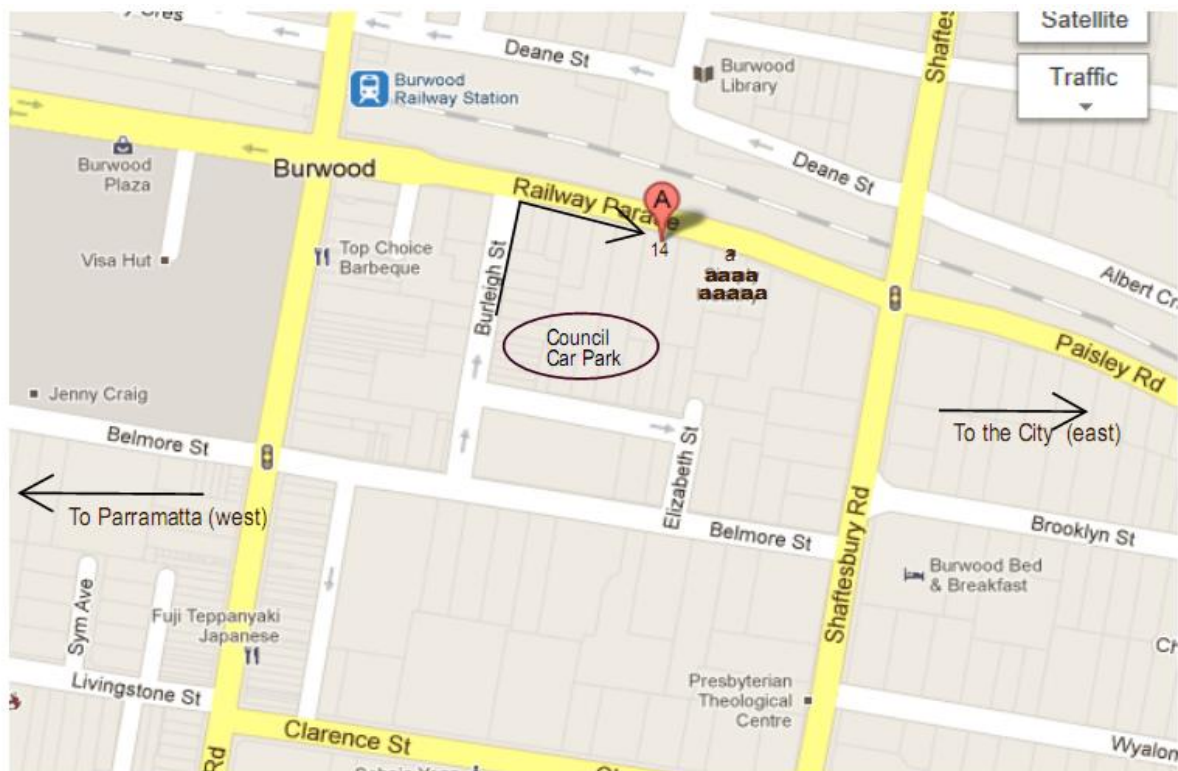 Satellite
Traffic
Shaftes
Deane St
Burwood
Library
Burwood
Railway Station
Burwood
Plaza
Burwood
Deane St
Railway Parade
A
14
a
aaaa
aaaaa
Top Choice
Barbeque
Visa Hut
Burleigh St
Albert Cr
Council
Car Park
Paisley Rd
Jenny Craig
To the City (east)
Belmore St
To Parramatta (west)
Elizabeth St
Belmore St
Brooklyn St
Shaftesbury Rd
Burwood Bed
& Breakfast
Sym Ave
Fuji Teppanyaki
Japanese
Ch
Livingstone St
Presbyterian
Theological
Centre
Clarence St
Wyalon
Rd